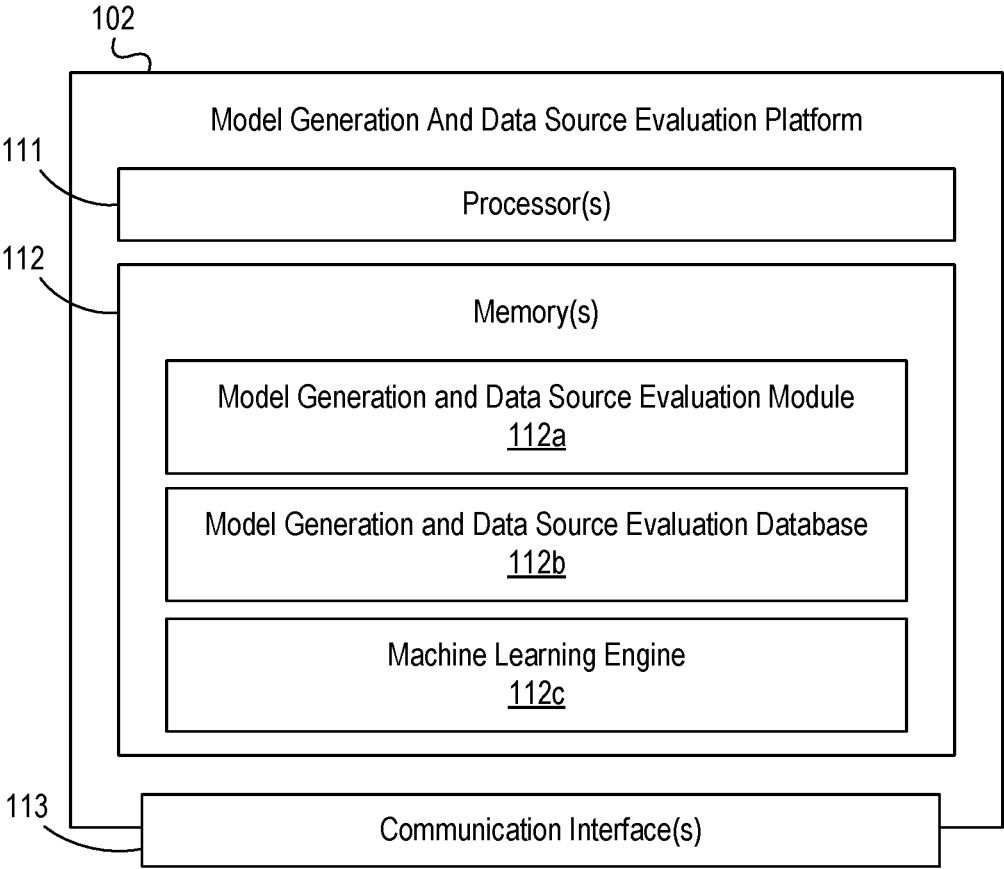 102
Model Generation And Data Source Evaluation Platform
111
Processor(s)
112
Memory(s)
Model Generation and Data Source Evaluation Module
112a
Model Generation and Data Source Evaluation Database
112b
Machine Learning Engine
112c
113
Communication Interface(s)